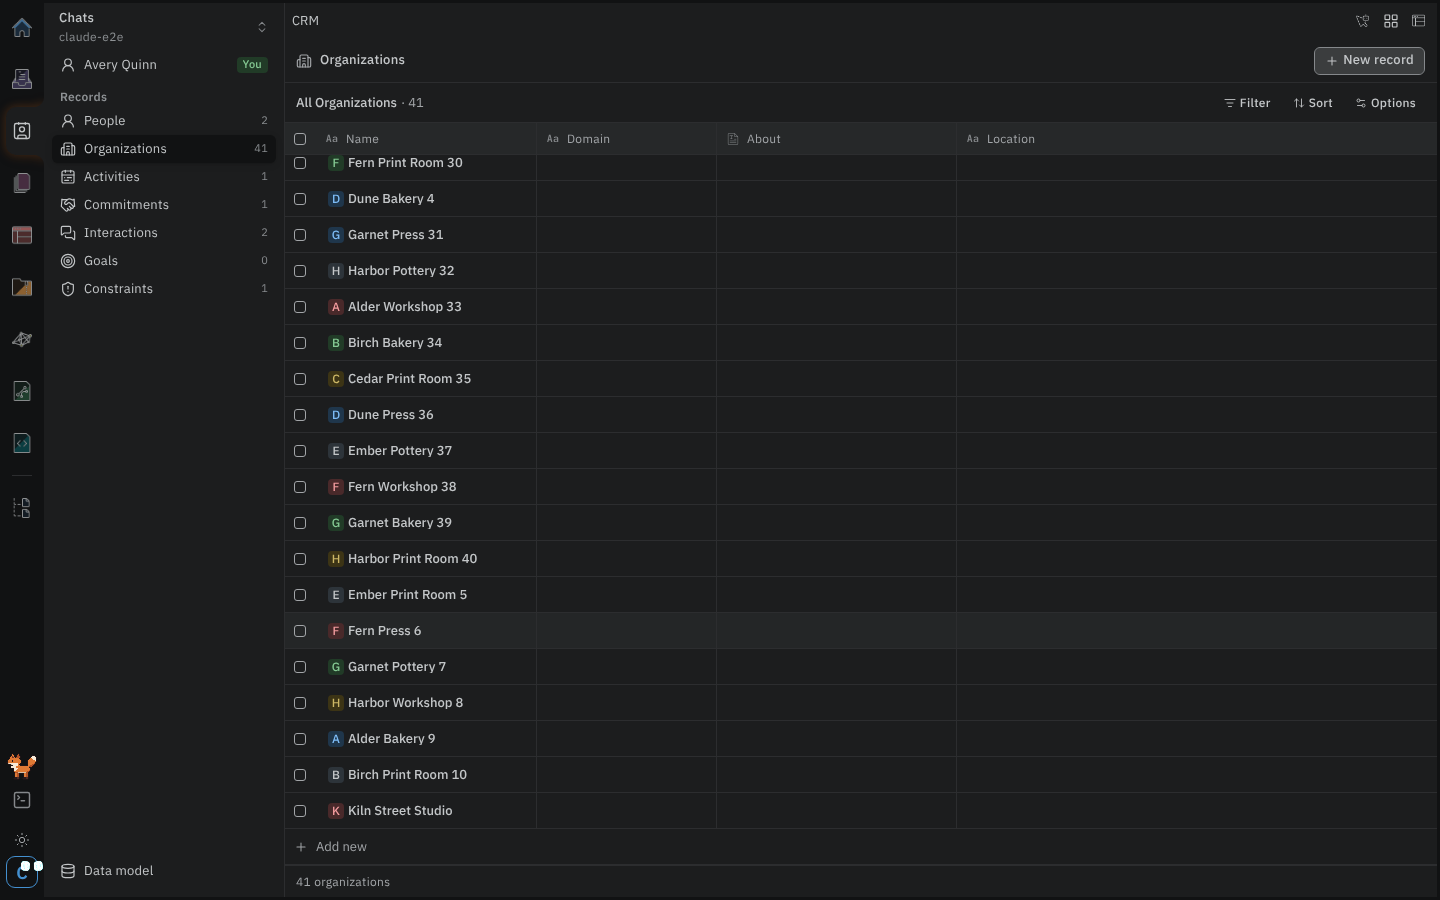 Chats
claude-e2e
Avery Quinn You
Records
People 2
Organizations 41
Activities 1
Commitments 1
Interactions 2
Goals 0
Constraints 1
Data model
C
CRM
Organizations
New record
All Organizations · 41
Filter Sort Options
Aa Name Aa Domain About Aa Location
F Fern Print Room 30
D Dune Bakery 4
G Garnet Press 31
H Harbor Pottery 32
A Alder Workshop 33
B Birch Bakery 34
C Cedar Print Room 35
D Dune Press 36
E Ember Pottery 37
F Fern Workshop 38
G Garnet Bakery 39
H Harbor Print Room 40
E Ember Print Room 5
F Fern Press 6
G Garnet Pottery 7
H Harbor Workshop 8
A Alder Bakery 9
B Birch Print Room 10
K Kiln Street Studio
Add new
41 organizations